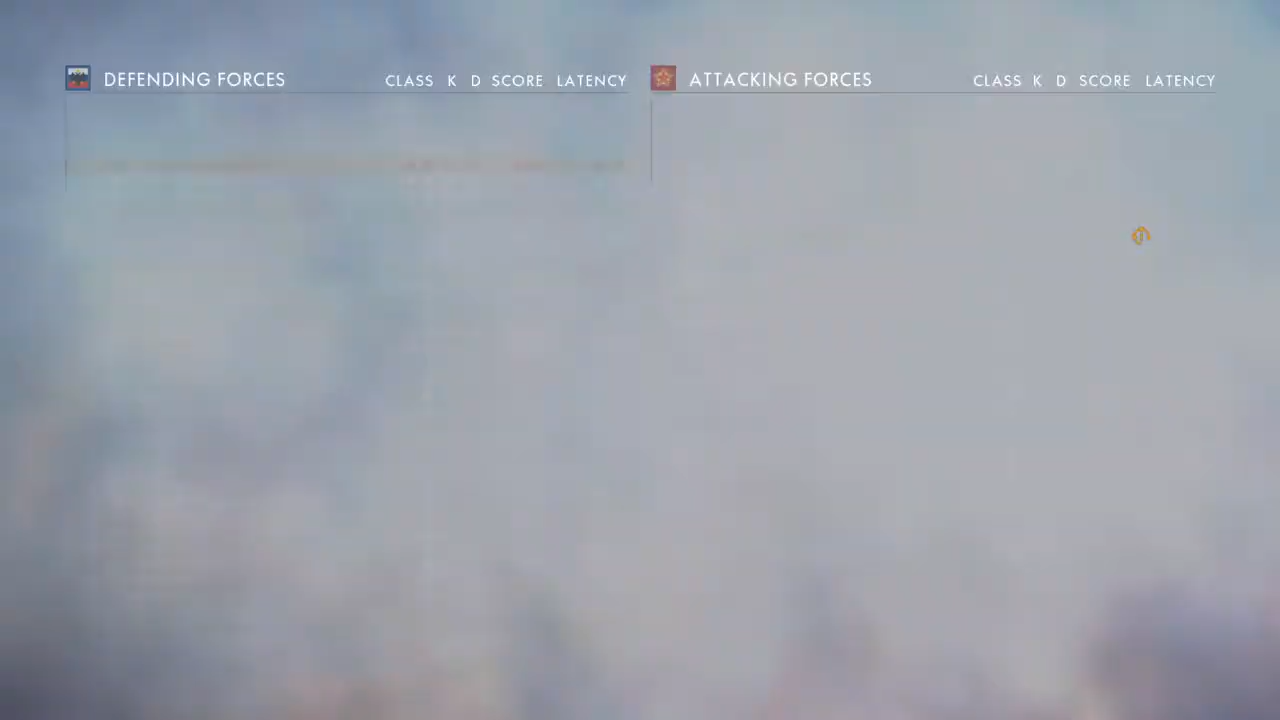 DEFENDING FORCES CLASS K D SCORE LATENCY
ATTACKING FORCES CLASS K D SCORE LATENCY